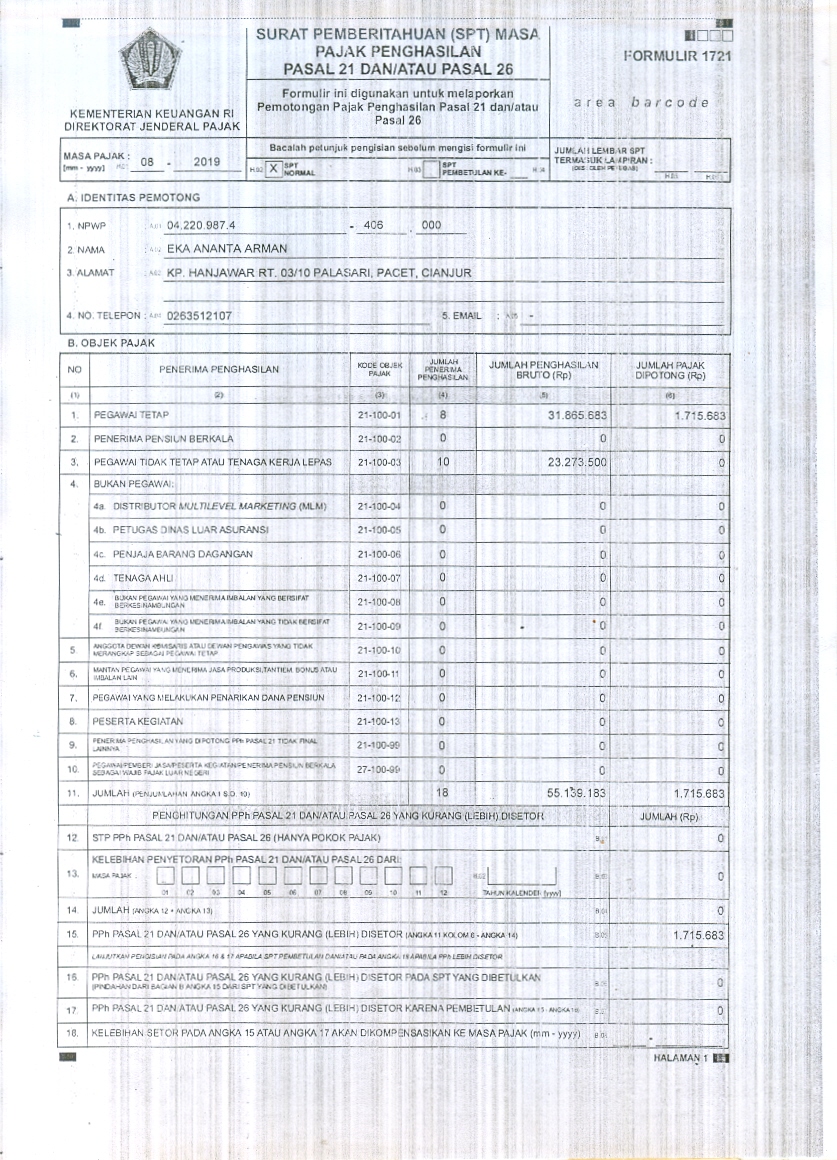 SURAT PEMBERITAHUAN (SPT) MASA
PAJAK PENGHASILAN
PASAL 21 DAN/ATAU PASAL 26
FORMULIR 1721
Formulir ini digunakan untuk melaporkan
Pemotongan Pajak Penghasilan Pasal 21 dan/atau
Pasal 26
area barcode
KEMENTERIAN KEUANGAN RI
DIREKTORAT JENDERAL PAJAK
Bacalah petunjuk pengisian sebelum mengisi formulir ini
MASA PAJAK :
[mm - yyyy] 08 - 2019
X SPT NORMAL
SPT PEMBETULAN KE-
JUMLAH LEMBAR SPT
TERMASUK LAMPIRAN :
A. IDENTITAS PEMOTONG
1. NPWP : 04.220.987.4 - 406 . 000
2. NAMA : EKA ANANTA ARMAN
3. ALAMAT : KP. HANJAWAR RT. 03/10 PALASARI, PACET, CIANJUR
4. NO. TELEPON : 0263512107 5. EMAIL : -
B. OBJEK PAJAK
NO PENERIMA PENGHASILAN KODE OBJEK PAJAK JUMLAH PENERIMA PENGHASILAN JUMLAH PENGHASILAN BRUTO (Rp) JUMLAH PAJAK DIPOTONG (Rp)
(1) (2) (3) (4) (5) (6)
1. PEGAWAI TETAP 21-100-01 8 31.865.683 1.715.683
2. PENERIMA PENSIUN BERKALA 21-100-02 0 0 0
3. PEGAWAI TIDAK TETAP ATAU TENAGA KERJA LEPAS 21-100-03 10 23.273.500 0
4. BUKAN PEGAWAI:
4a. DISTRIBUTOR MULTILEVEL MARKETING (MLM) 21-100-04 0 0 0
4b. PETUGAS DINAS LUAR ASURANSI 21-100-05 0 0 0
4c. PENJAJA BARANG DAGANGAN 21-100-06 0 0 0
4d. TENAGA AHLI 21-100-07 0 0 0
4e. BUKAN PEGAWAI YANG MENERIMA IMBALAN YANG BERSIFAT BERKESINAMBUNGAN 21-100-08 0 0 0
4f. BUKAN PEGAWAI YANG MENERIMA IMBALAN YANG TIDAK BERSIFAT BERKESINAMBUNGAN 21-100-09 0 0 0
5. ANGGOTA DEWAN KOMISARIS ATAU DEWAN PENGAWAS YANG TIDAK MERANGKAP SEBAGAI PEGAWAI TETAP 21-100-10 0 0 0
6. MANTAN PEGAWAI YANG MENERIMA JASA PRODUKSI, TANTIEM, BONUS ATAU IMBALAN LAIN 21-100-11 0 0 0
7. PEGAWAI YANG MELAKUKAN PENARIKAN DANA PENSIUN 21-100-12 0 0 0
8. PESERTA KEGIATAN 21-100-13 0 0 0
9. PENERIMA PENGHASILAN YANG DIPOTONG PPh PASAL 21 TIDAK FINAL LAINNYA 21-100-99 0 0 0
10. PEGAWAI/PEMBERI JASA/PESERTA KEGIATAN/PENERIMA PENSIUN BERKALA SEBAGAI WAJIB PAJAK LUAR NEGERI 27-100-99 0 0 0
11. JUMLAH (PENJUMLAHAN ANGKA 1 S.D. 10) 18 55.139.183 1.715.683
PENGHITUNGAN PPh PASAL 21 DAN/ATAU PASAL 26 YANG KURANG (LEBIH) DISETOR JUMLAH (Rp)
12. STP PPh PASAL 21 DAN/ATAU PASAL 26 (HANYA POKOK PAJAK) 0
13. KELEBIHAN PENYETORAN PPh PASAL 21 DAN/ATAU PASAL 26 DARI:
MASA PAJAK 0
01 02 03 04 05 06 07 08 09 10 11 12 TAHUN KALENDER (yyyy)
14. JUMLAH (ANGKA 12 + ANGKA 13) 0
15. PPh PASAL 21 DAN/ATAU PASAL 26 YANG KURANG (LEBIH) DISETOR (ANGKA 11 KOLOM 6 - ANGKA 14) 1.715.683
LANJUTKAN PENGISIAN PADA ANGKA 16 & 17 APABILA SPT PEMBETULAN DAN/ATAU PADA ANGKA 18 APABILA PPh LEBIH DISETOR
16. PPh PASAL 21 DAN/ATAU PASAL 26 YANG KURANG (LEBIH) DISETOR PADA SPT YANG DIBETULKAN
(PINDAHAN DARI BAGIAN B ANGKA 15 DARI SPT YANG DIBETULKAN) 0
17. PPh PASAL 21 DAN/ATAU PASAL 26 YANG KURANG (LEBIH) DISETOR KARENA PEMBETULAN (ANGKA 15 - ANGKA 16) 0
18. KELEBIHAN SETOR PADA ANGKA 15 ATAU ANGKA 17 AKAN DIKOMPENSASIKAN KE MASA PAJAK (mm - yyyy) -
HALAMAN 1